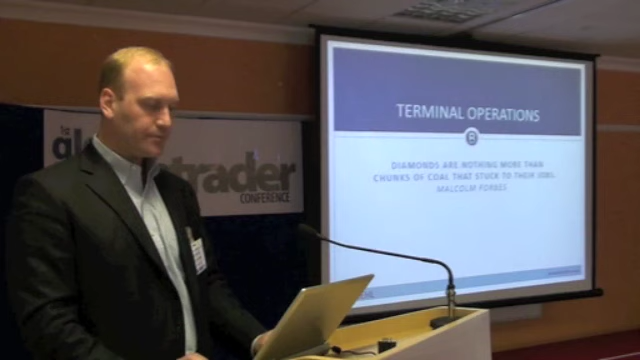 TERMINAL OPERATIONS
DIAMONDS ARE NOTHING MORE THAN
CHUNKS OF COAL THAT STUCK TO THEIR JOBS.
MALCOLM FORBES
trader
CONFERENCE